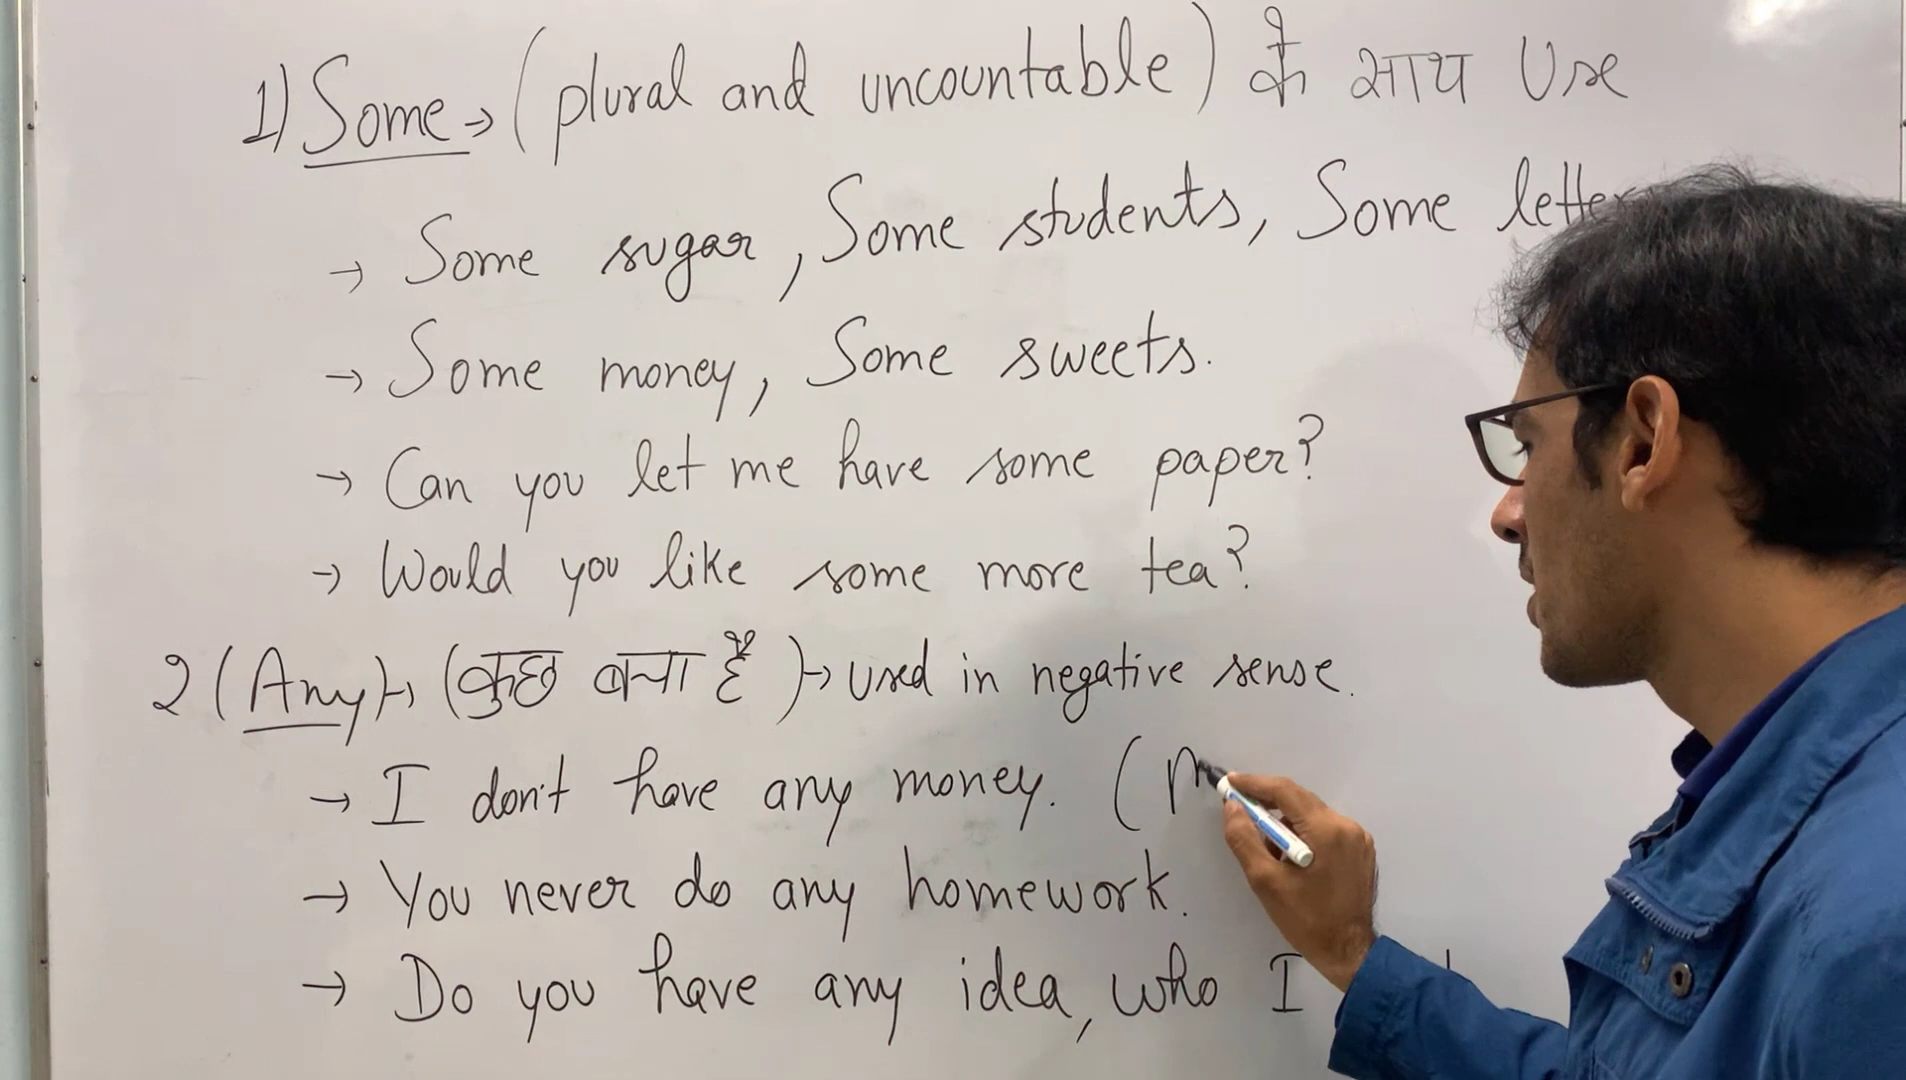 1) Some → (plural and uncountable) के साथ Use
→ Some sugar, Some students, Some letter
→ Some money, Some sweets.
→ Can you let me have some paper?
→ Would you like some more tea?
2 (Any) → (कुछ बचा है) → used in negative sense.
→ I don't have any money. (
→ You never do any homework.
→ Do you have any idea, who I